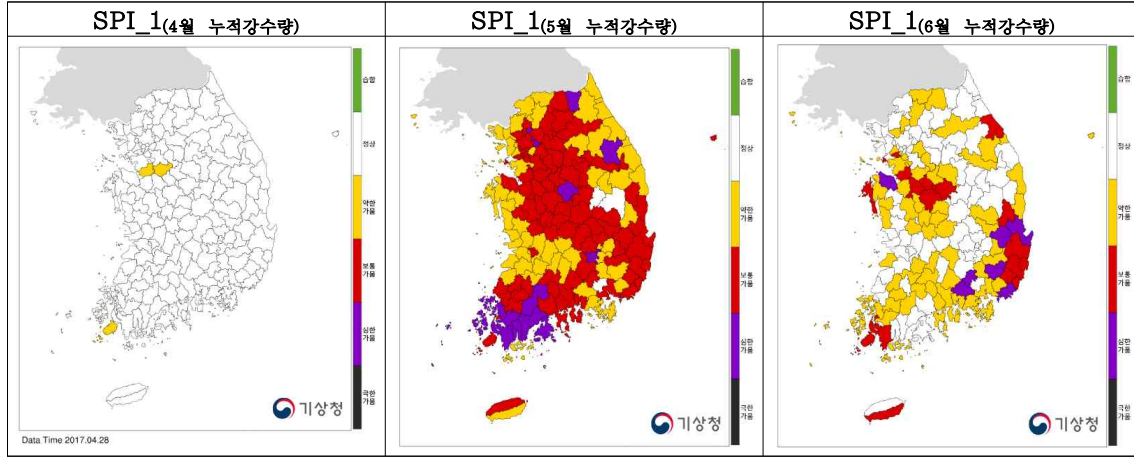 SPI_1(4월 누적강수량)
SPI_1(5월 누적강수량)
SPI_1(6월 누적강수량)
습함
정상
약한
가뭄
보통
가뭄
심한
가뭄
극한
가뭄
기상청
Data Time 2017.04.28
습함
정상
약한
가뭄
보통
가뭄
심한
가뭄
극한
가뭄
기상청
습함
정상
약한
가뭄
보통
가뭄
심한
가뭄
극한
가뭄
기상청